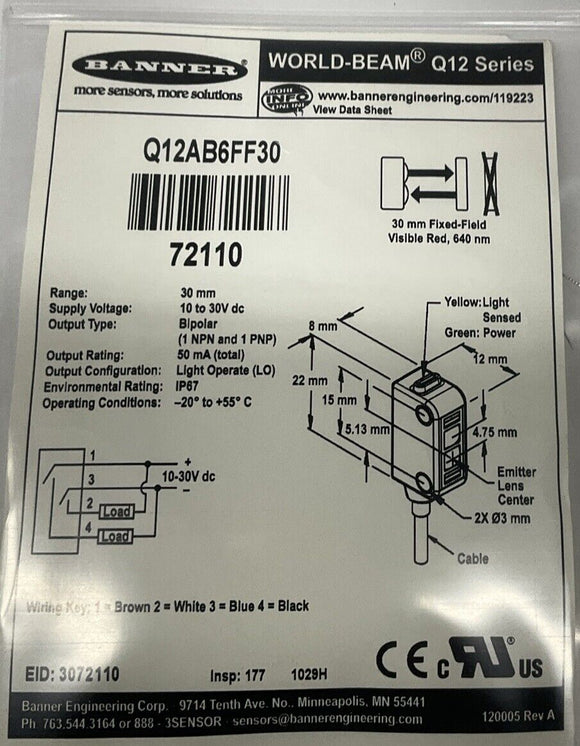 BANNER
more sensors, more solutions
WORLD-BEAM® Q12 Series
MORE INFO ONLINE
www.bannerengineering.com/119223
View Data Sheet
Q12AB6FF30
72110
30 mm Fixed-Field
Visible Red, 640 nm
Range: 30 mm
Supply Voltage: 10 to 30V dc
Output Type: Bipolar
(1 NPN and 1 PNP)
Output Rating: 50 mA (total)
Output Configuration: Light Operate (LO)
Environmental Rating: IP67
Operating Conditions: –20° to +55° C
Yellow: Light
Sensed
Green: Power
8 mm
12 mm
22 mm
15 mm
5.13 mm
4.75 mm
Emitter
Lens
Center
2X Ø3 mm
Cable
1
+
3
10-30V dc
–
2
Load
4
Load
Wiring Key: 1 = Brown 2 = White 3 = Blue 4 = Black
EID: 3072110
Insp: 177
1029H
CE c RU ® US
Banner Engineering Corp. 9714 Tenth Ave. No., Minneapolis, MN 55441
Ph 763.544.3164 or 888 - 3SENSOR - sensors@bannerengineering.com
120005 Rev A